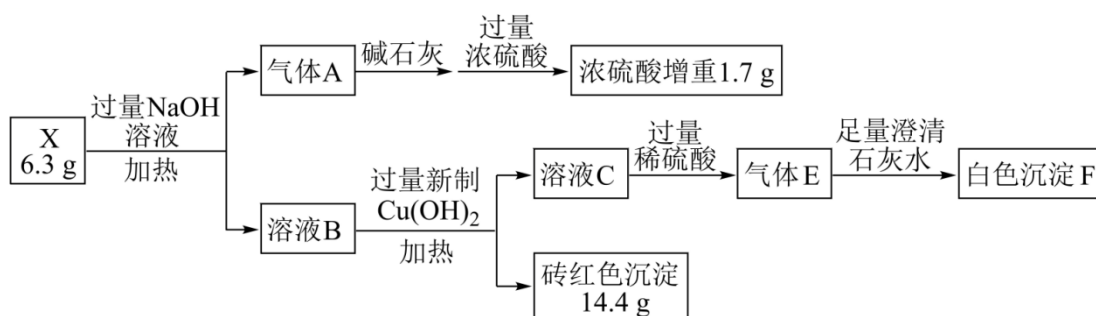 X
6.3 g
过量NaOH
溶液
加热
气体A
碱石灰
过量
浓硫酸
浓硫酸增重1.7 g
溶液B
过量新制
Cu(OH)₂
加热
溶液C
过量
稀硫酸
气体E
足量澄清
石灰水
白色沉淀F
砖红色沉淀
14.4 g